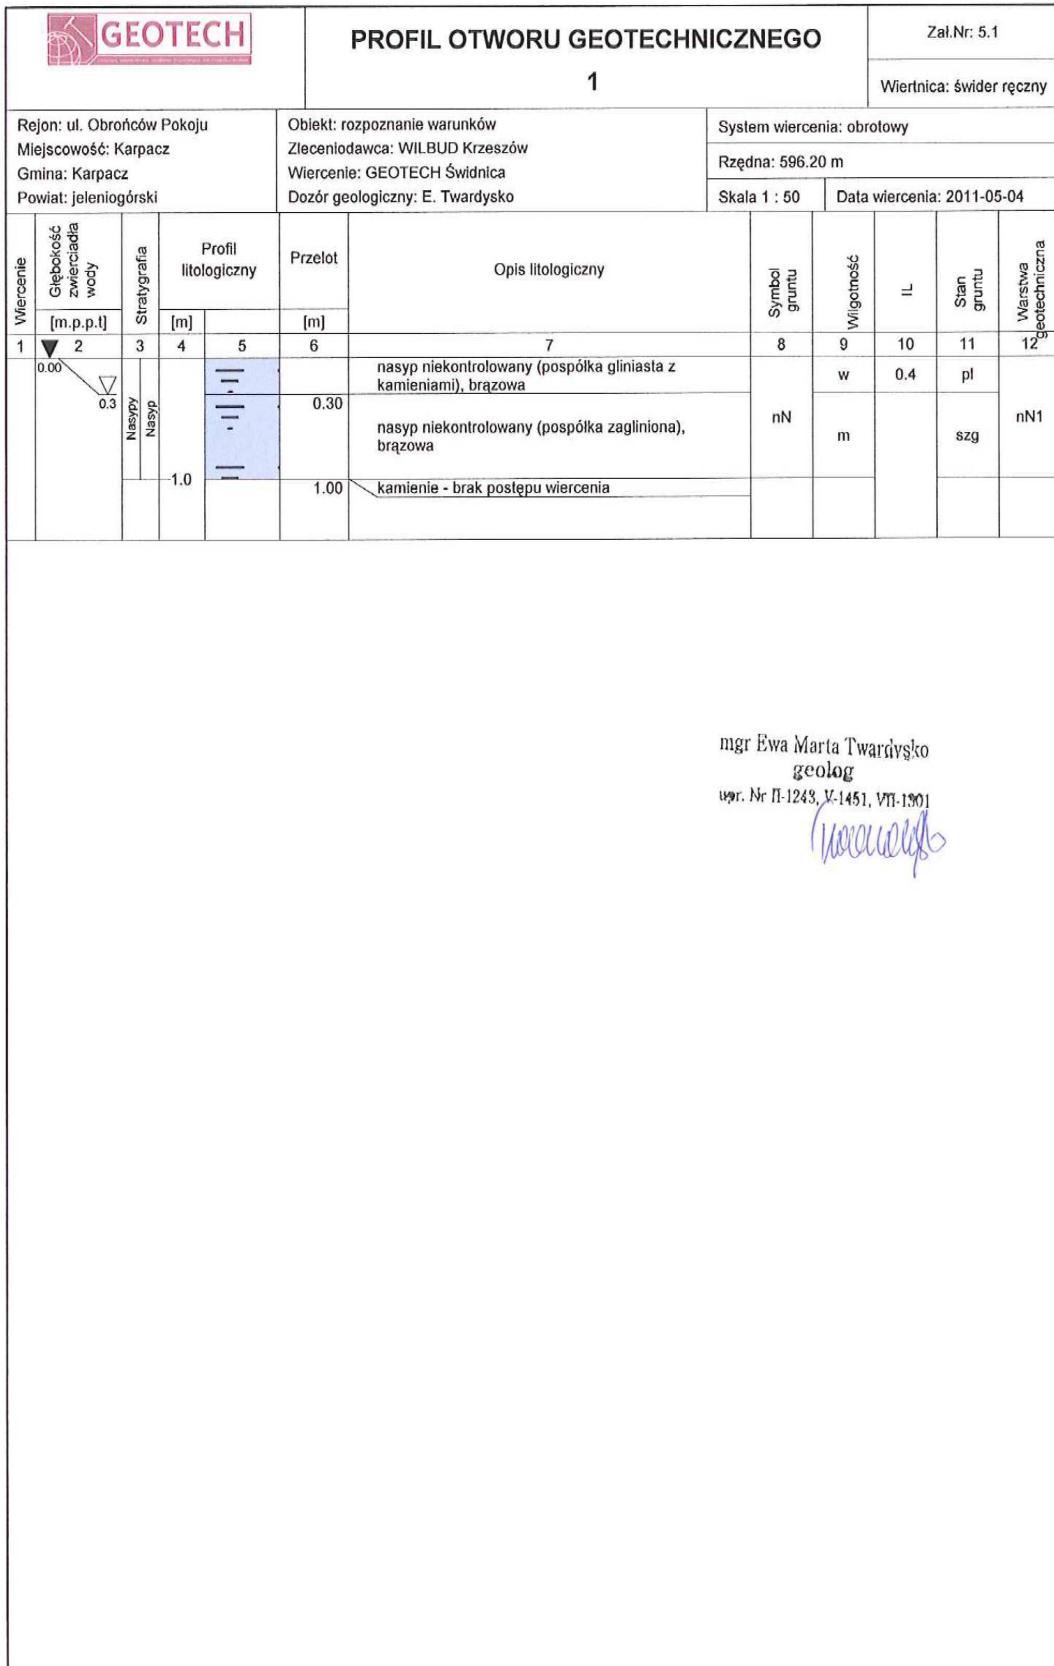 GEOTECH
PROFIL OTWORU GEOTECHNICZNEGO
1
Zał.Nr: 5.1
Wiertnica: świder ręczny
Rejon: ul. Obrońców Pokoju
Miejscowość: Karpacz
Gmina: Karpacz
Powiat: jeleniogórski
Obiekt: rozpoznanie warunków
Zleceniodawca: WILBUD Krzeszów
Wiercenie: GEOTECH Świdnica
Dozór geologiczny: E. Twardysko
System wiercenia: obrotowy
Rzędna: 596.20 m
Skala 1 : 50
Data wiercenia: 2011-05-04
Wiercenie
Głębokość
zwierciadła
wody
[m.p.p.t]
Stratygrafia
Profil
litologiczny
[m]
Przelot
[m]
Opis litologiczny
Symbol
gruntu
Wilgotność
IL
Stan
gruntu
Warstwa
geotechniczna
1 2 3 4 5 6 7 8 9 10 11 12
0.00
0.3
Nasypy
Nasyp
nasyp niekontrolowany (pospółka gliniasta z
kamieniami), brązowa
w 0.4 pl
0.30
nasyp niekontrolowany (pospółka zagliniona),
brązowa
nN
m
szg
nN1
1.0
1.00
kamienie - brak postępu wiercenia
mgr Ewa Marta Twardysko
geolog
upr. Nr II-1243, V-1451, VII-1301